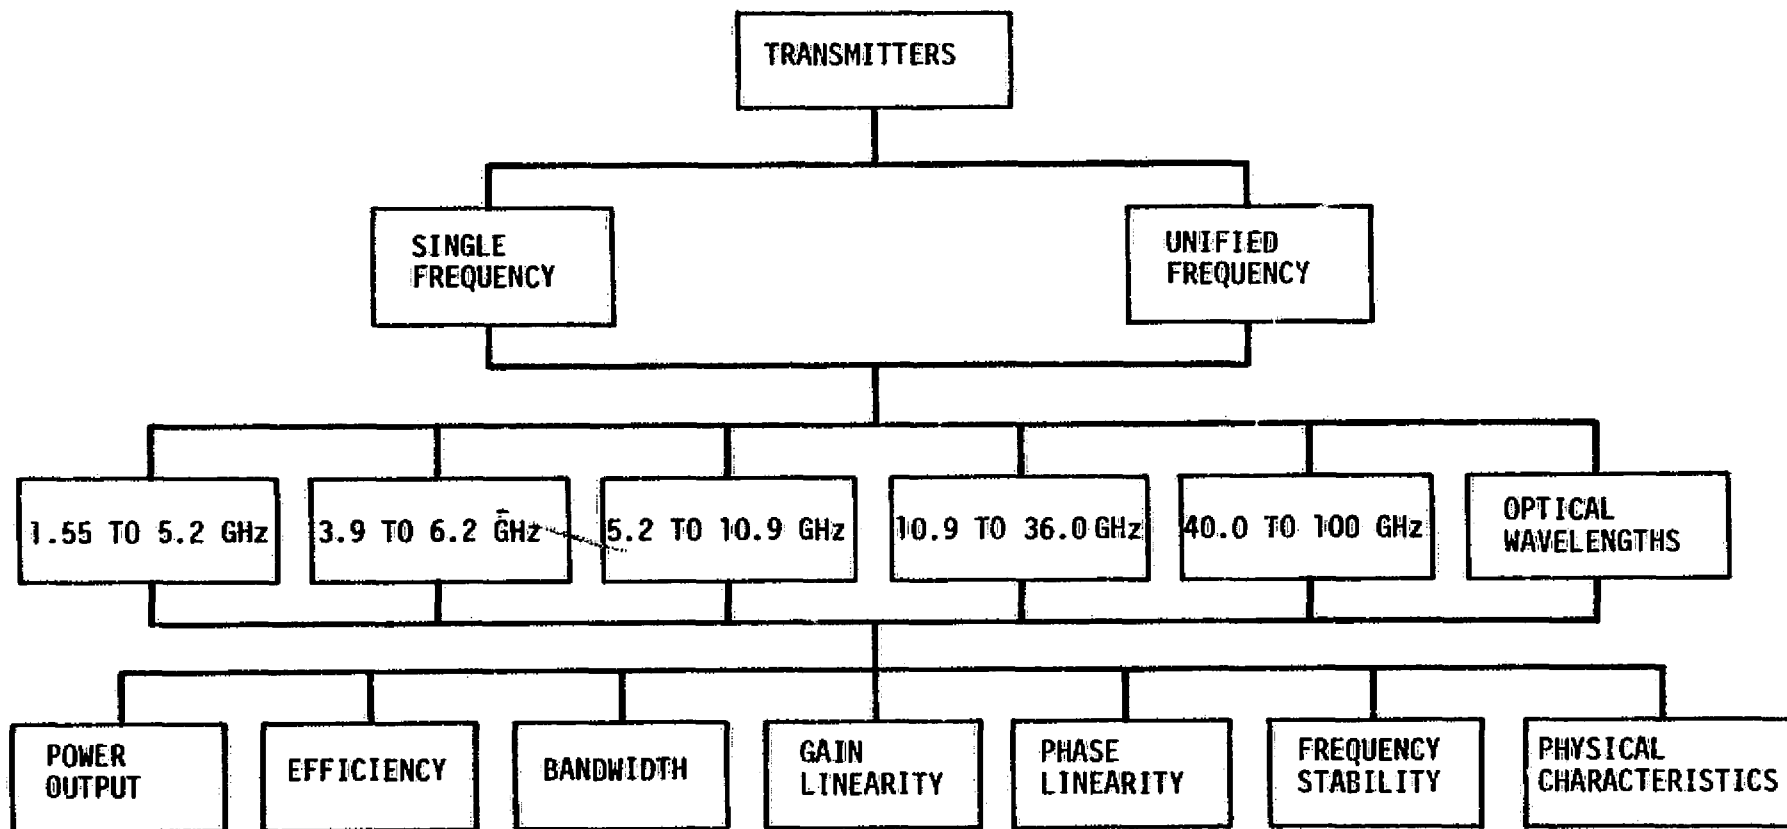 TRANSMITTERS
SINGLE
FREQUENCY
UNIFIED
FREQUENCY
1.55 TO 5.2 GHz
3.9 TO 6.2 GHz
5.2 TO 10.9 GHz
10.9 TO 36.0 GHz
40.0 TO 100 GHz
OPTICAL
WAVELENGTHS
POWER
OUTPUT
EFFICIENCY
BANDWIDTH
GAIN
LINEARITY
PHASE
LINEARITY
FREQUENCY
STABILITY
PHYSICAL
CHARACTERISTICS